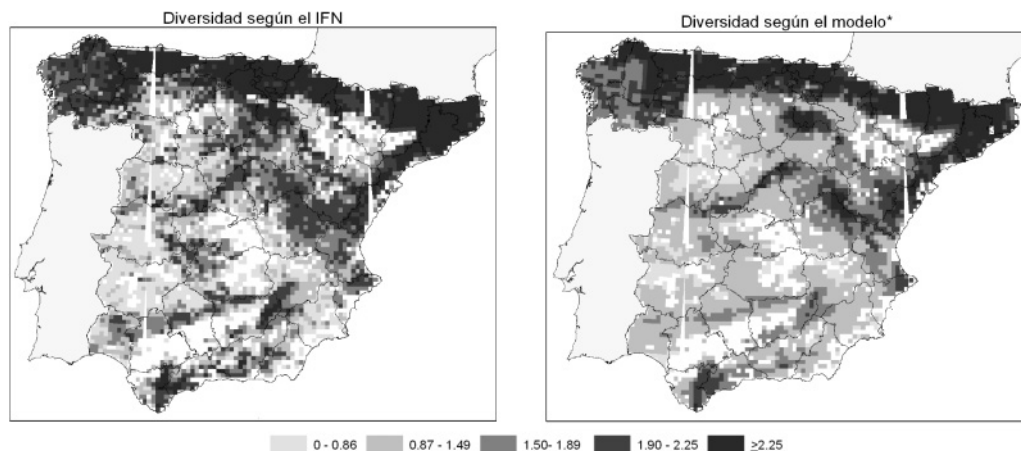 Diversidad según el IFN
Diversidad según el modelo*
0 - 0.86
0.87 - 1.49
1.50- 1.89
1.90 - 2.25
≥2.25